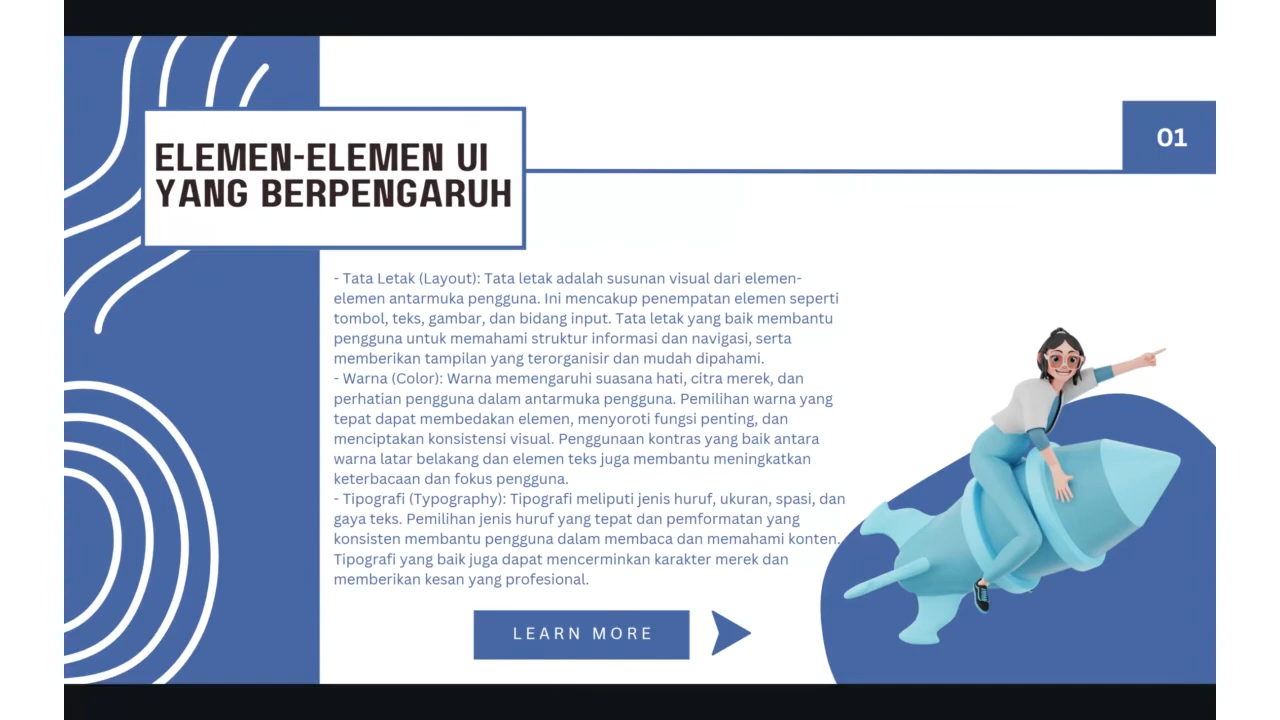 ELEMEN-ELEMEN UI
YANG BERPENGARUH
01
- Tata Letak (Layout): Tata letak adalah susunan visual dari elemen-
elemen antarmuka pengguna. Ini mencakup penempatan elemen seperti
tombol, teks, gambar, dan bidang input. Tata letak yang baik membantu
pengguna untuk memahami struktur informasi dan navigasi, serta
memberikan tampilan yang terorganisir dan mudah dipahami.
- Warna (Color): Warna memengaruhi suasana hati, citra merek, dan
perhatian pengguna dalam antarmuka pengguna. Pemilihan warna yang
tepat dapat membedakan elemen, menyoroti fungsi penting, dan
menciptakan konsistensi visual. Penggunaan kontras yang baik antara
warna latar belakang dan elemen teks juga membantu meningkatkan
keterbacaan dan fokus pengguna.
- Tipografi (Typography): Tipografi meliputi jenis huruf, ukuran, spasi, dan
gaya teks. Pemilihan jenis huruf yang tepat dan pemformatan yang
konsisten membantu pengguna dalam membaca dan memahami konten.
Tipografi yang baik juga dapat mencerminkan karakter merek dan
memberikan kesan yang profesional.
LEARN MORE